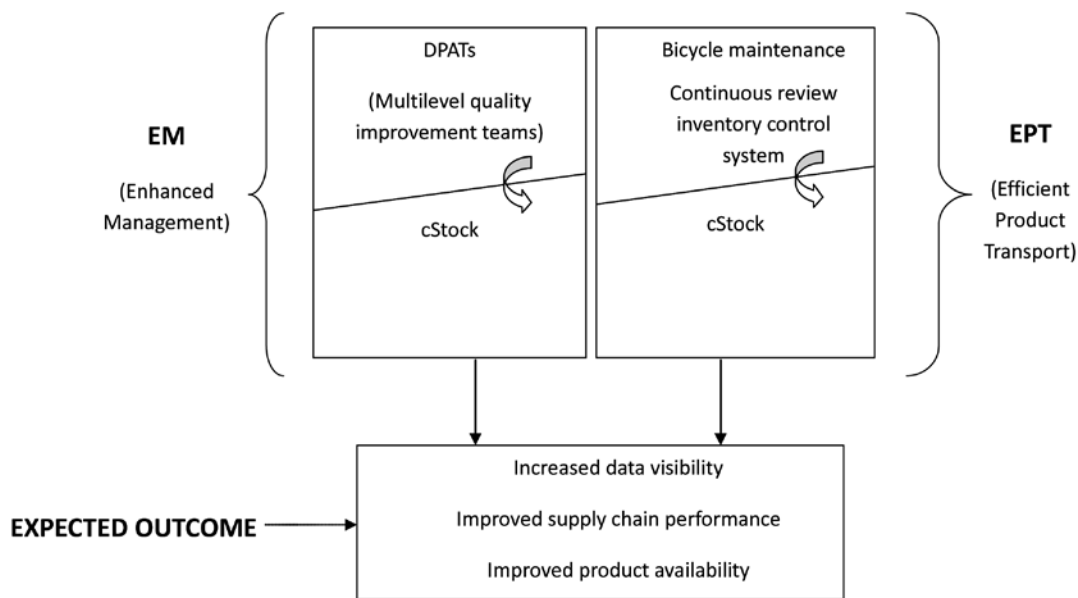 EM
(Enhanced
Management)
DPATs
(Multilevel quality
improvement teams)
cStock
Bicycle maintenance
Continuous review
inventory control
system
cStock
EPT
(Efficient
Product
Transport)
EXPECTED OUTCOME
Increased data visibility
Improved supply chain performance
Improved product availability